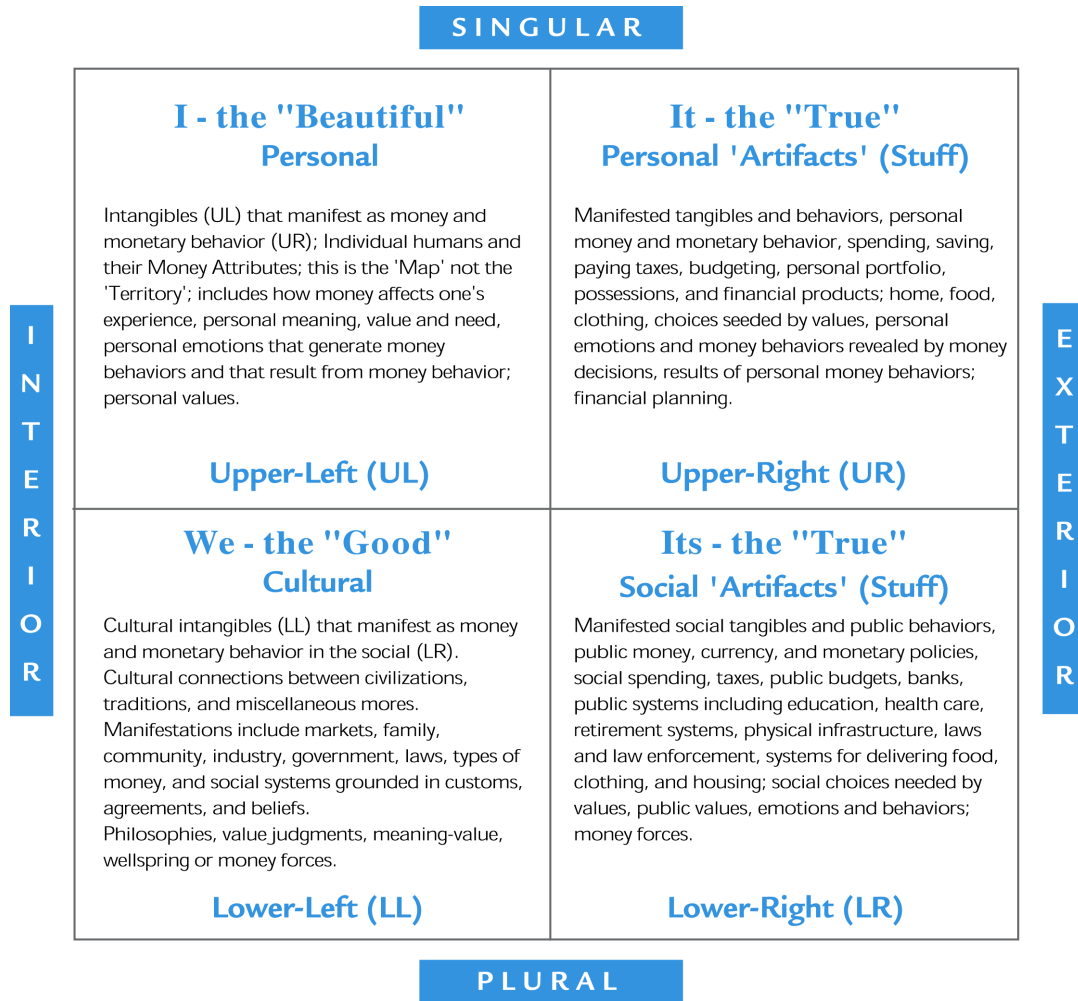 SINGULAR
I - the "Beautiful"
Personal
Intangibles (UL) that manifest as money and
monetary behavior (UR); Individual humans and
their Money Attributes; this is the 'Map' not the
'Territory'; includes how money affects one's
experience, personal meaning, value and need,
personal emotions that generate money
behaviors and that result from money behavior;
personal values.
Upper-Left (UL)
It - the "True"
Personal 'Artifacts' (Stuff)
Manifested tangibles and behaviors, personal
money and monetary behavior, spending, saving,
paying taxes, budgeting, personal portfolio,
possessions, and financial products; home, food,
clothing, choices seeded by values, personal
emotions and money behaviors revealed by money
decisions, results of personal money behaviors;
financial planning.
Upper-Right (UR)
INTERIOR
EXTERIOR
We - the "Good"
Cultural
Cultural intangibles (LL) that manifest as money
and monetary behavior in the social (LR).
Cultural connections between civilizations,
traditions, and miscellaneous mores.
Manifestations include markets, family,
community, industry, government, laws, types of
money, and social systems grounded in customs,
agreements, and beliefs.
Philosophies, value judgments, meaning-value,
wellspring or money forces.
Lower-Left (LL)
Its - the "True"
Social 'Artifacts' (Stuff)
Manifested social tangibles and public behaviors,
public money, currency, and monetary policies,
social spending, taxes, public budgets, banks,
public systems including education, health care,
retirement systems, physical infrastructure, laws
and law enforcement, systems for delivering food,
clothing, and housing; social choices needed by
values, public values, emotions and behaviors;
money forces.
Lower-Right (LR)
PLURAL